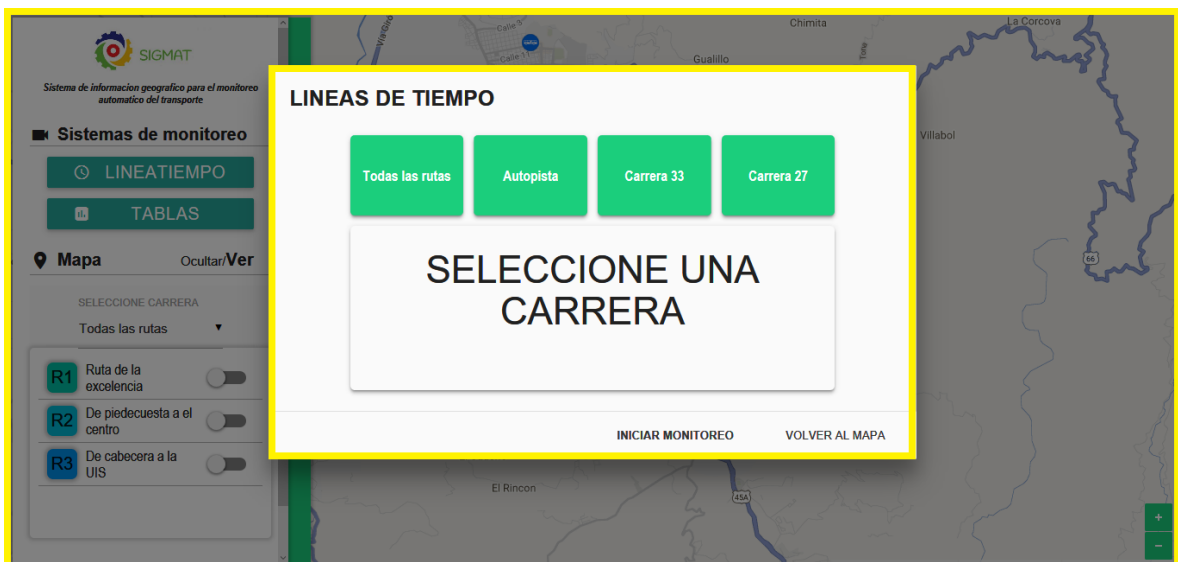 SIGMAT
Sistema de informacion geografico para el monitoreo
automatico del transporte
Sistemas de monitoreo
LINEATIEMPO
TABLAS
Mapa
Ocultar/Ver
SELECCIONE CARRERA
Todas las rutas
R1
Ruta de la
excelencia
R2
De piedecuesta a el
centro
R3
De cabecera a la
UIS
LINEAS DE TIEMPO
Todas las rutas
Autopista
Carrera 33
Carrera 27
SELECCIONE UNA
CARRERA
INICIAR MONITOREO
VOLVER AL MAPA
Chimita
La Corcova
Gualillo
Villabol
66
El Rincon
45A
+
−